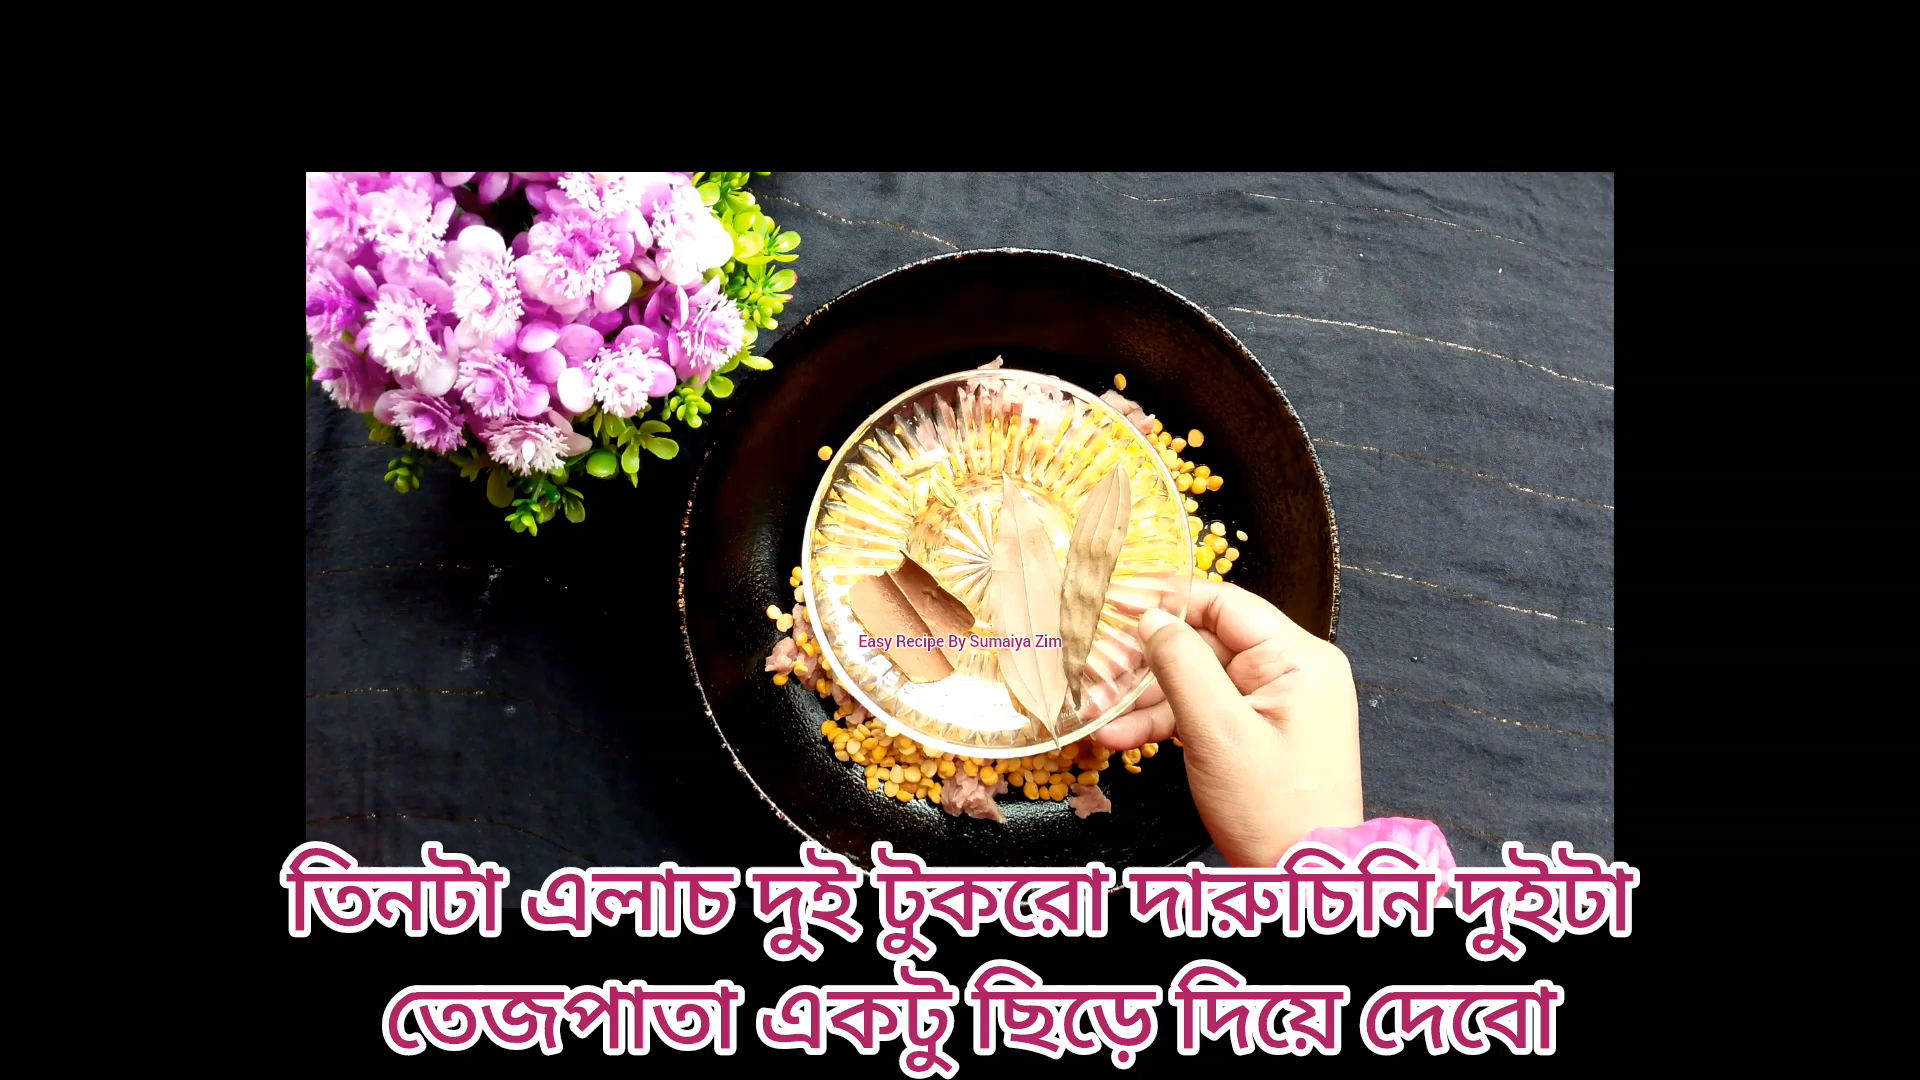 Easy Recipe By Sumaiya Zim
তিনটা এলাচ দুই টুকরো দারুচিনি দুইটা
তেজপাতা একটু ছিড়ে দিয়ে দেবো